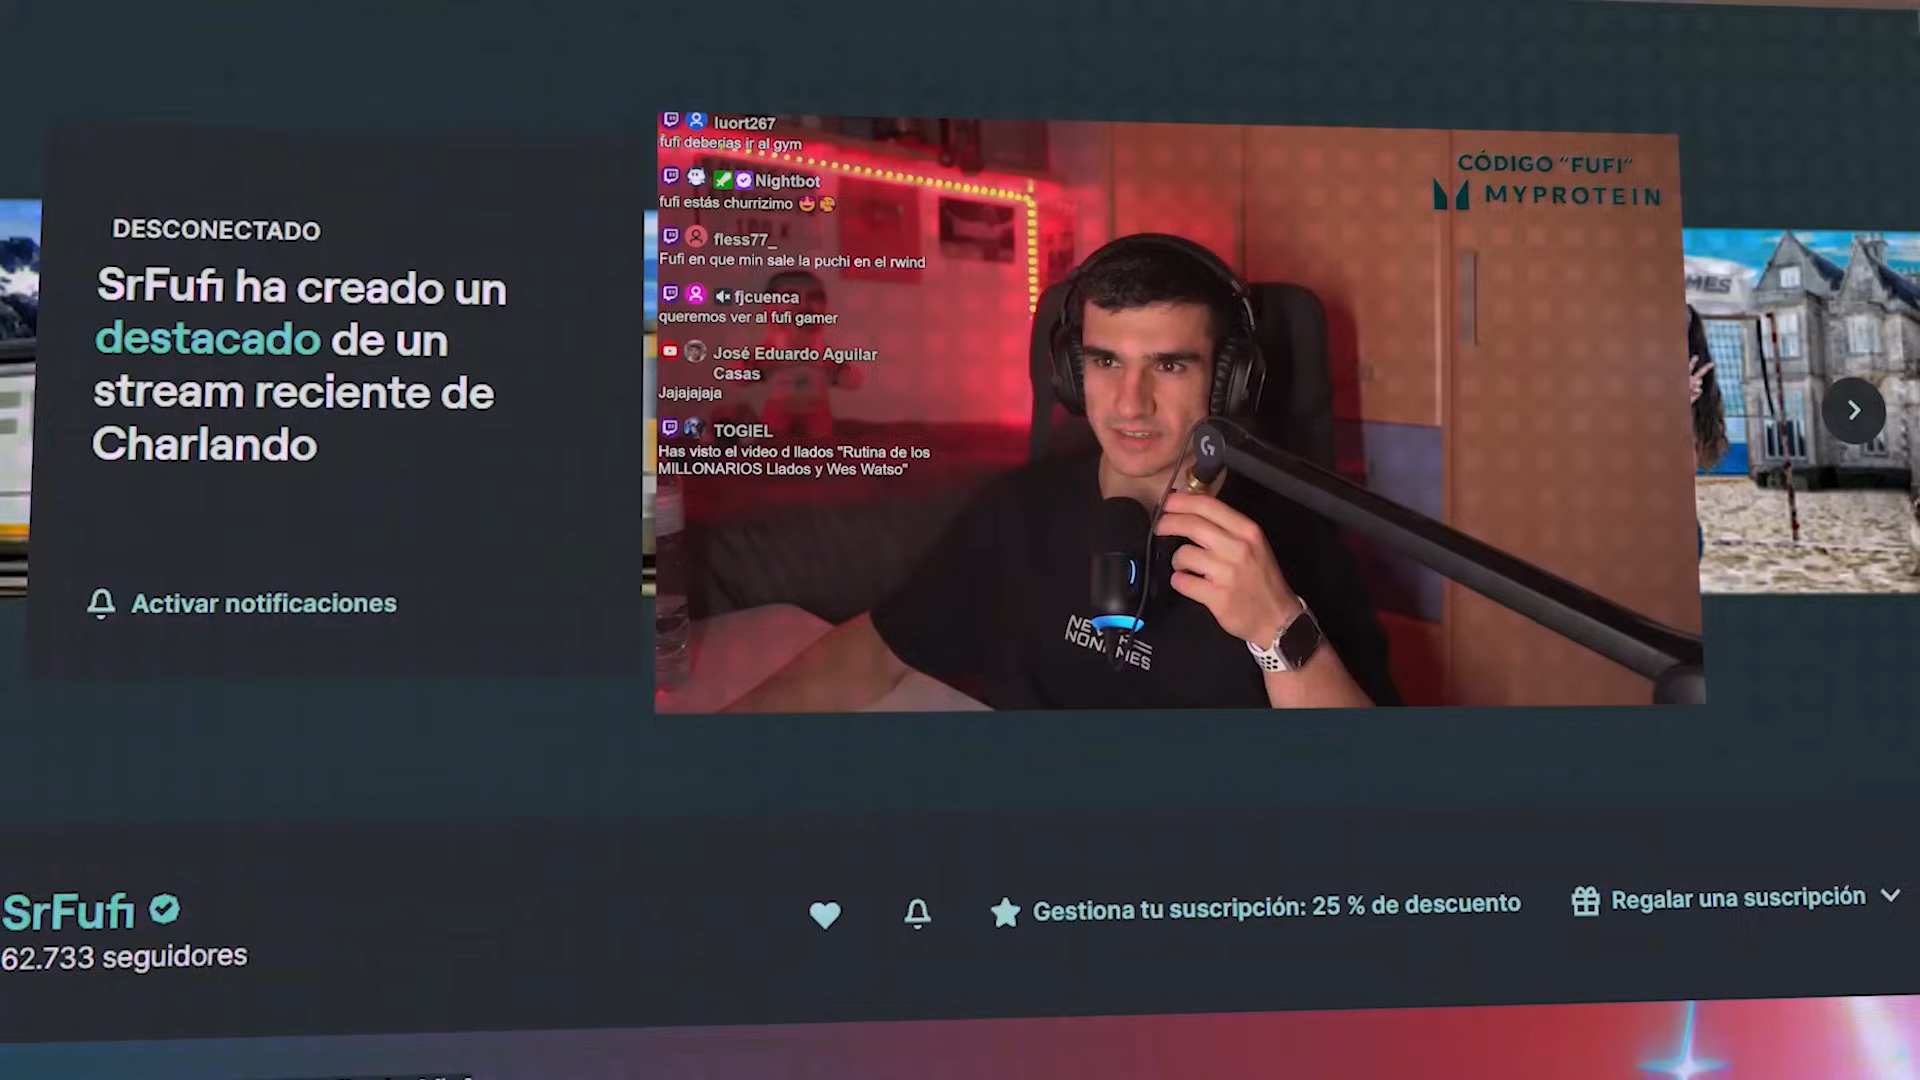 DESCONECTADO
SrFufi ha creado un
destacado de un
stream reciente de
Charlando
Activar notificaciones
luort267
fufi deberias ir al gym
Nightbot
fufi estás churrizimo
fless77_
Fufi en que min sale la puchi en el rwind
fjcuenca
queremos ver al fufi gamer
José Eduardo Aguilar
Casas
Jajajajaja
TOGIEL
Has visto el video d llados "Rutina de los
MILLONARIOS Llados y Wes Watso"
CÓDIGO "FUFI"
MYPROTEIN
SrFufi
62.733 seguidores
Gestiona tu suscripción: 25 % de descuento
Regalar una suscripción